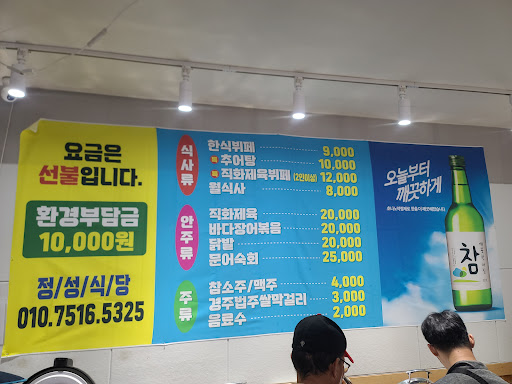 요금은
선불입니다.
환경부담금
10,000원
정/성/식/당
010.7516.5325
식사류
한식뷔페 9,000
추어탕 10,000
직화제육뷔페 (2인이상) 12,000
월식사 8,000
안주류
직화제육 20,000
바다장어볶음 20,000
닭발 20,000
문어숙회 25,000
주류
참소주/맥주 4,000
경주법주쌀막걸리 3,000
음료수 2,000
오늘부터
깨끗하게
참